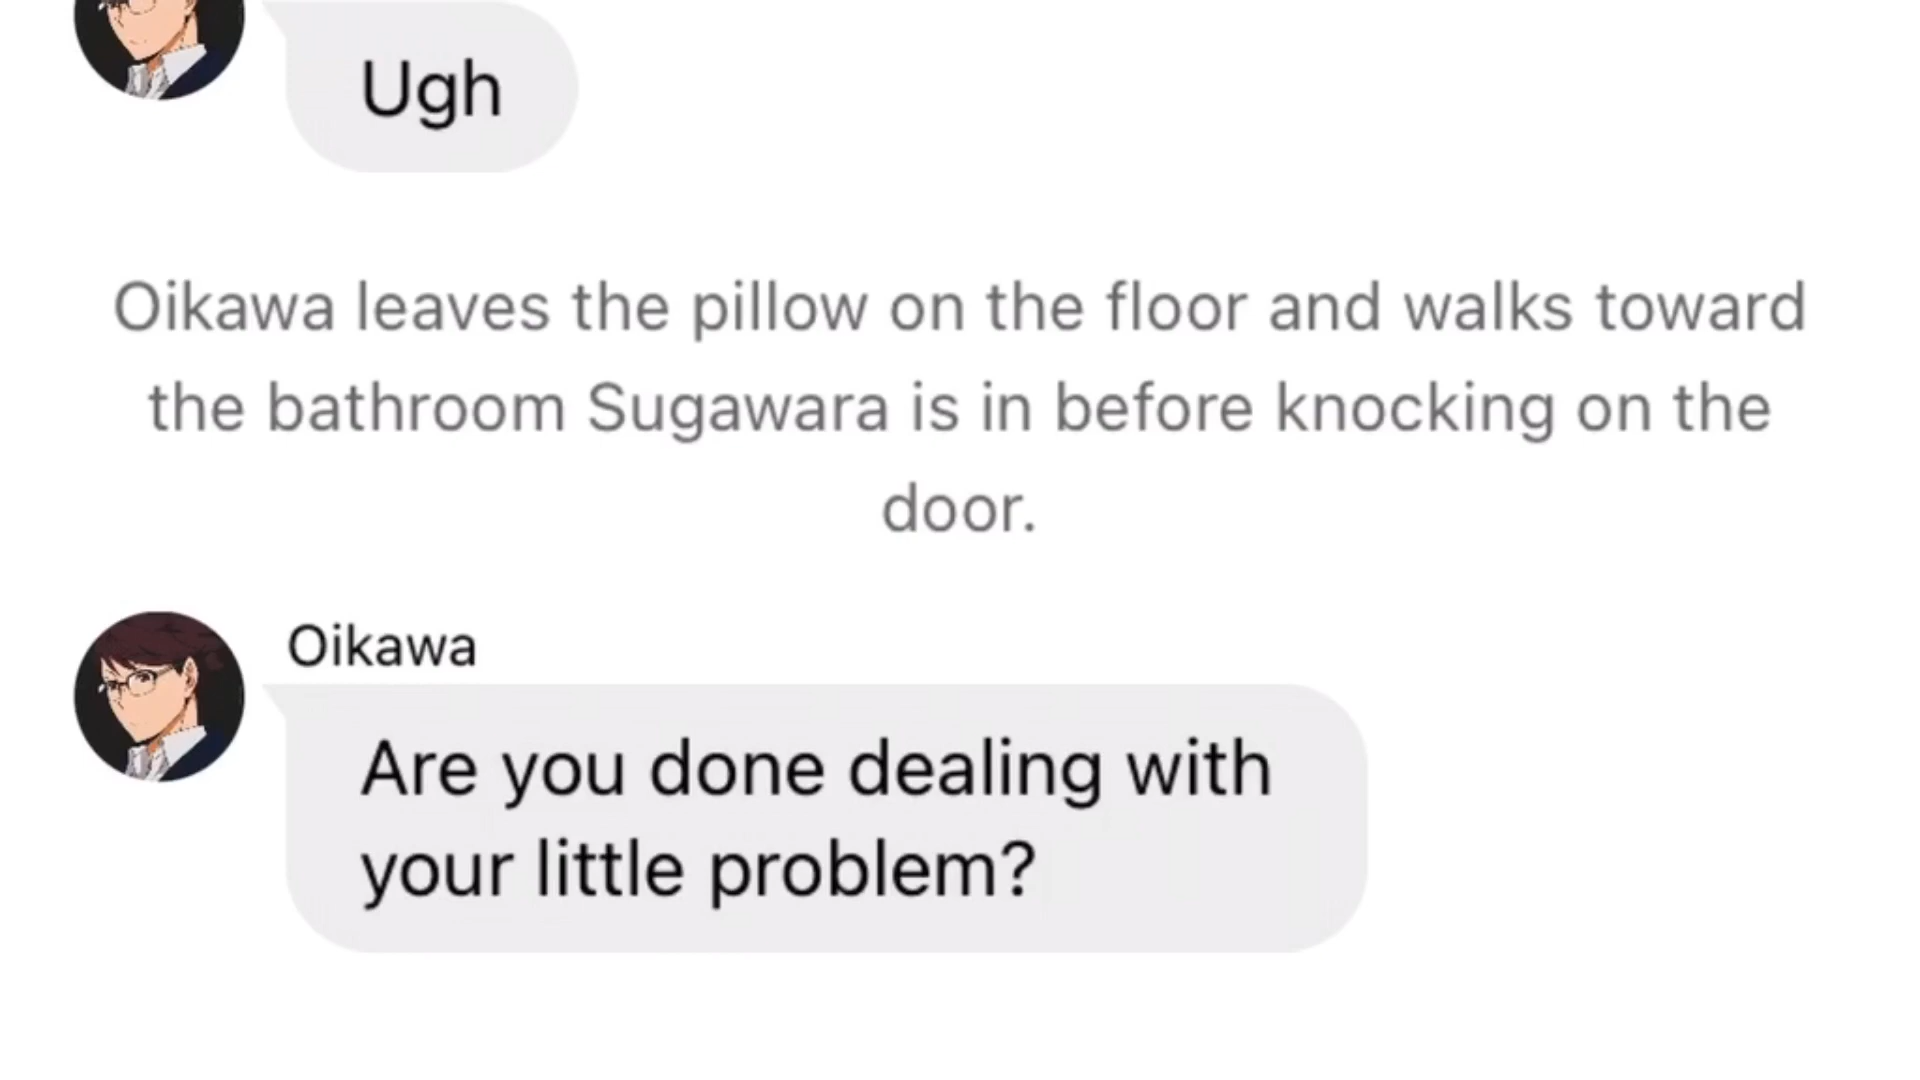 Ugh
Oikawa leaves the pillow on the floor and walks toward
the bathroom Sugawara is in before knocking on the
door.
Oikawa
Are you done dealing with
your little problem?